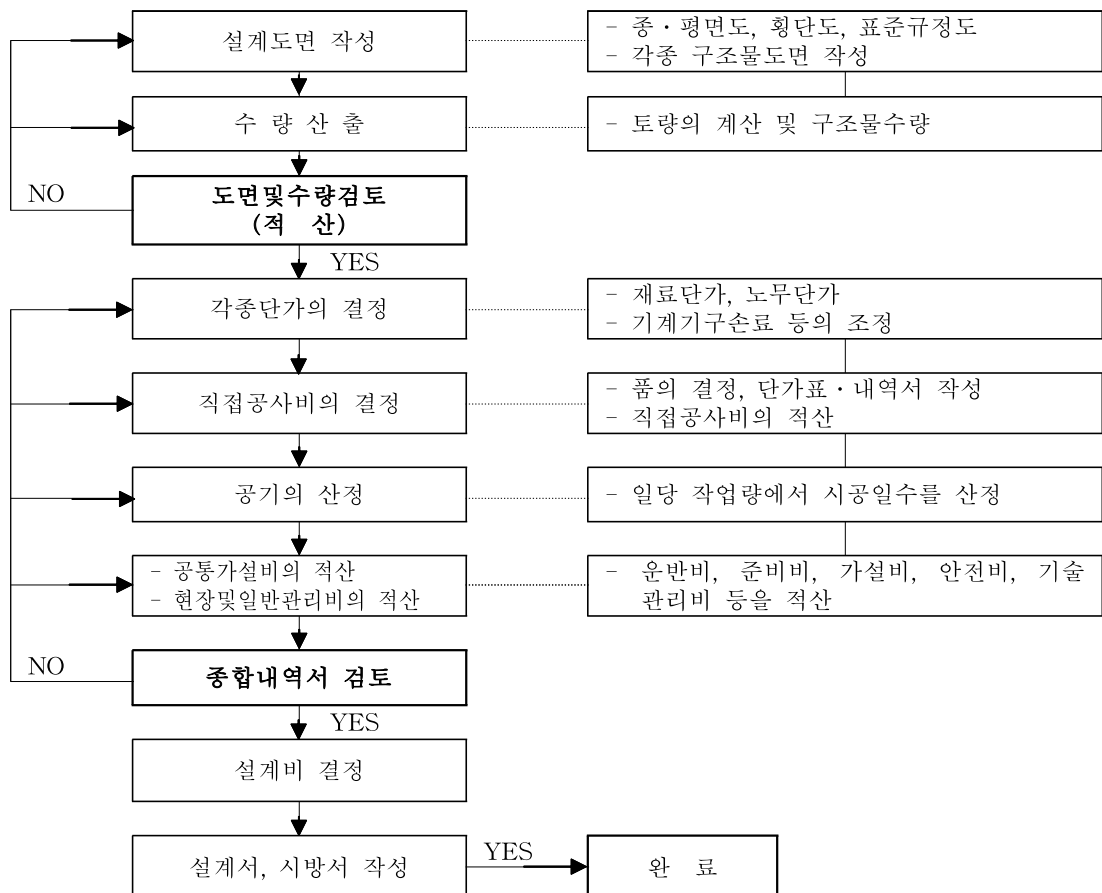 설계도면 작성
- 종·평면도, 횡단도, 표준규정도
- 각종 구조물도면 작성
수 량 산 출
- 토량의 계산 및 구조물수량
NO
도면및수량검토
(적 산)
YES
각종단가의 결정
- 재료단가, 노무단가
- 기계기구손료 등의 조정
직접공사비의 결정
- 품의 결정, 단가표·내역서 작성
- 직접공사비의 적산
공기의 산정
- 일당 작업량에서 시공일수를 산정
- 공통가설비의 적산
- 현장및일반관리비의 적산
- 운반비, 준비비, 가설비, 안전비, 기술
관리비 등을 적산
NO
종합내역서 검토
YES
설계비 결정
설계서, 시방서 작성
YES
완 료